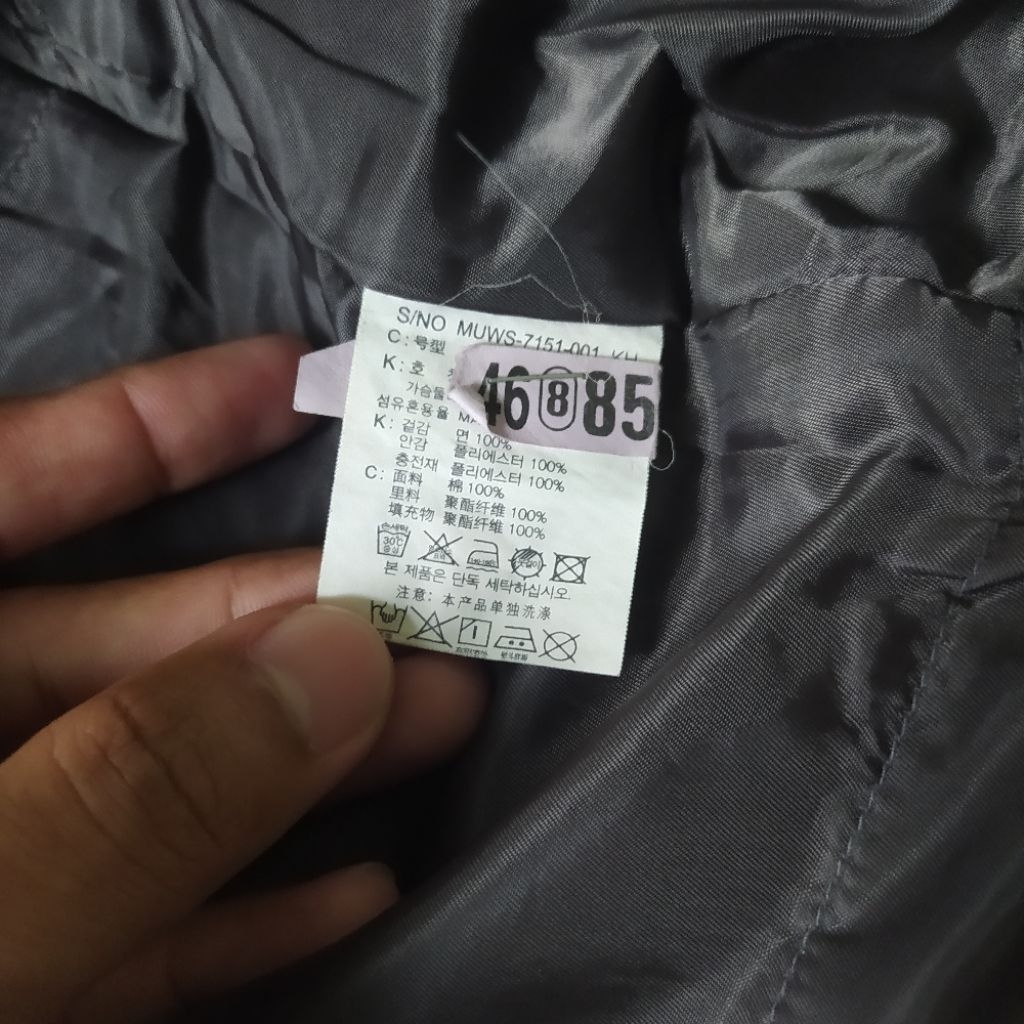 S/NO MUWS-7151-001 KH
C: 号型
K: 호
46 8 85
가슴둘
섬유혼용율
K: 겉감 면 100%
안감 폴리에스터 100%
충전재 폴리에스터 100%
C: 面料 棉 100%
里料 聚酯纤维 100%
填充物 聚酯纤维 100%
30℃
본 제품은 단독 세탁하십시오
注意: 本产品单独洗涤